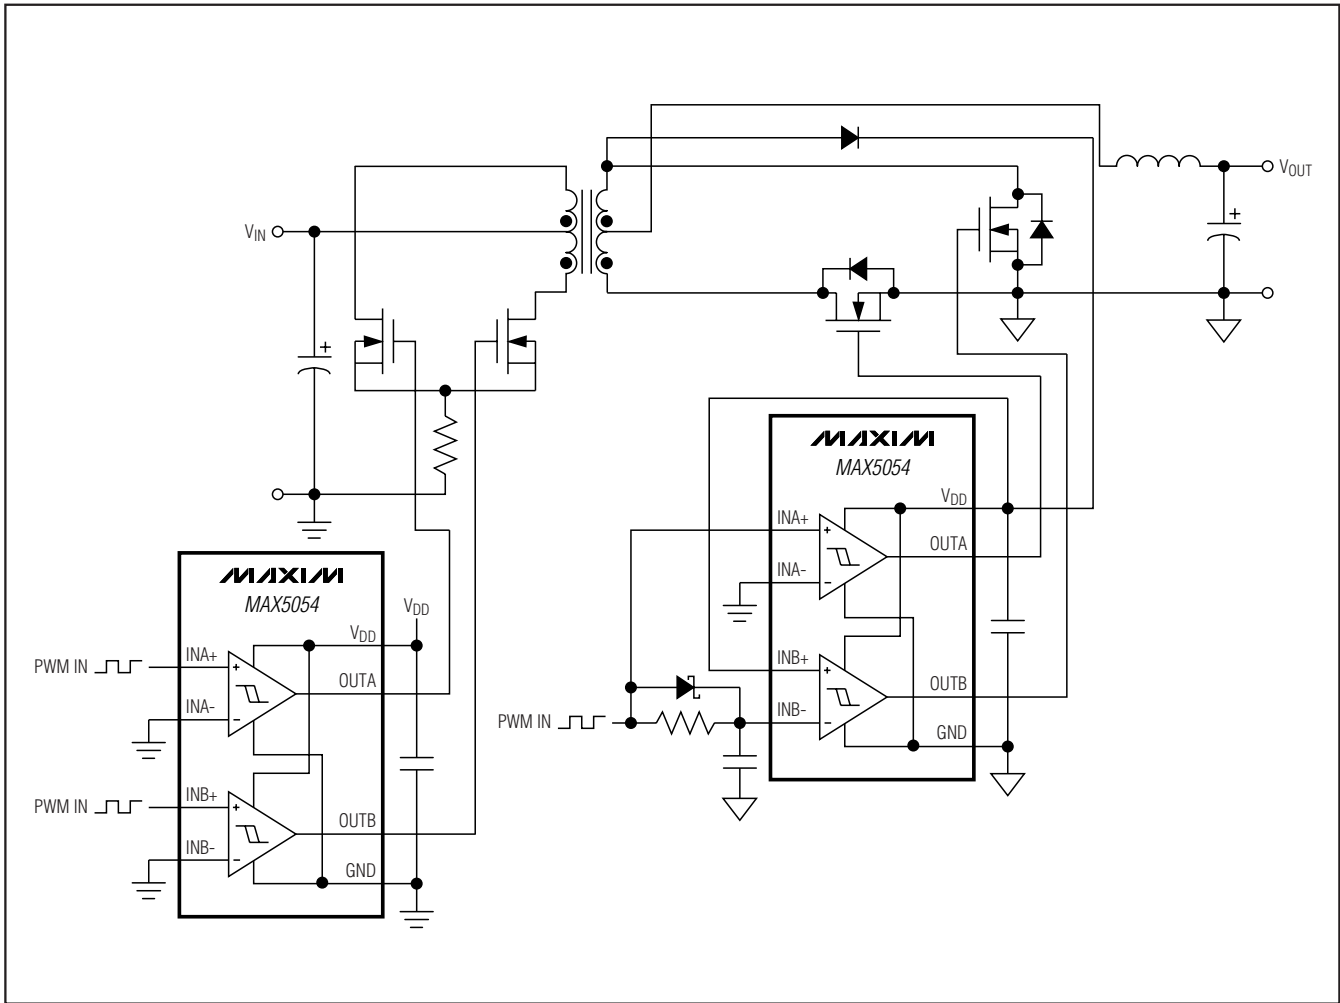 VIN
VOUT
MAXIM
MAX5054
VDD
INA+
OUTA
INA-
INB+
OUTB
INB-
GND
PWM IN
MAXIM
MAX5054
VDD
VDD
PWM IN
INA+
OUTA
INA-
PWM IN
INB+
OUTB
INB-
GND